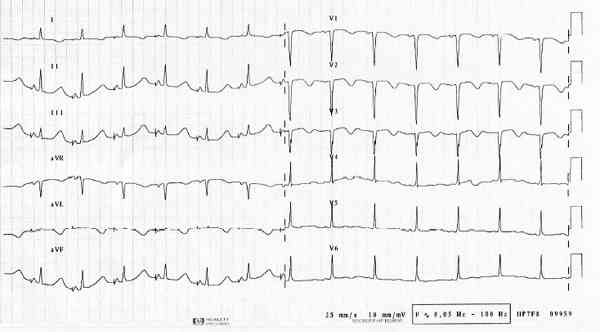 I
V1
II
V2
III
V3
aVR
V4
aVL
V5
aVF
V6
HEWLETT
25 mm/s 10 mm/mV
F ∿ 0,05 Hz - 100 Hz
HP7F8 09959